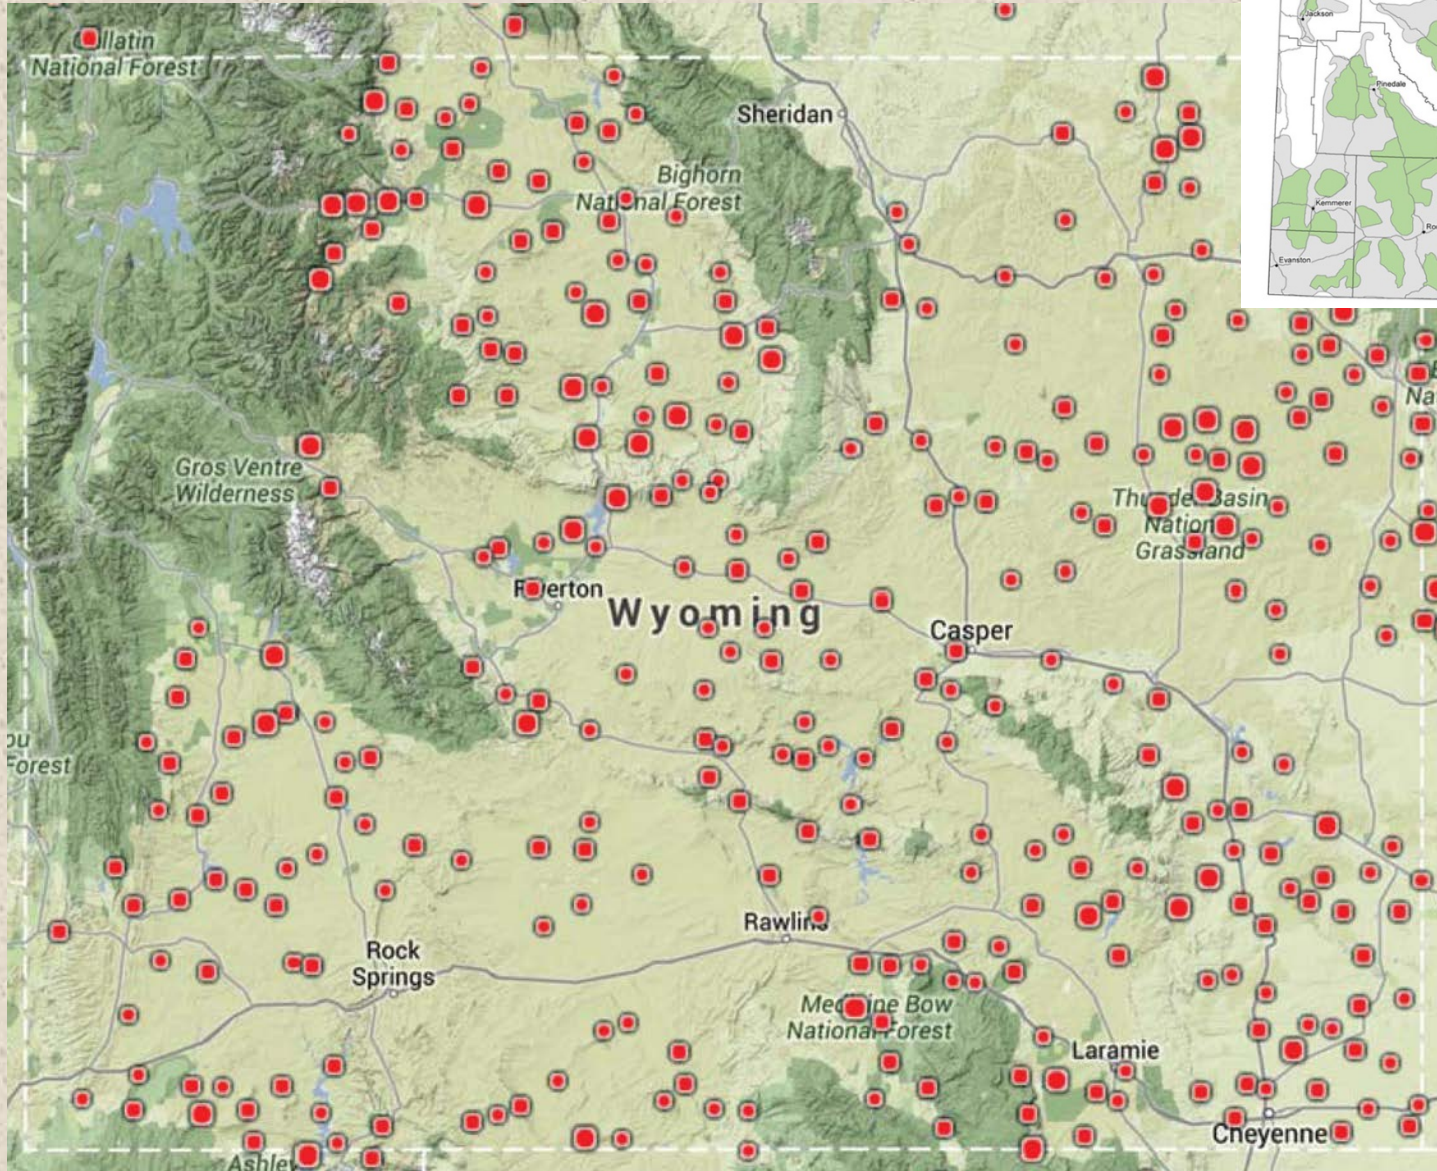 Gallatin
National Forest
Jackson
Pinedale
Kemmerer
Evanston
Sheridan
Bighorn
National Forest
Gros Ventre
Wilderness
Thunder Basin
National
Grassland
Riverton
Wyoming
Casper
Forest
Rawlins
Rock
Springs
Medicine Bow
National Forest
Laramie
Cheyenne
Ashley